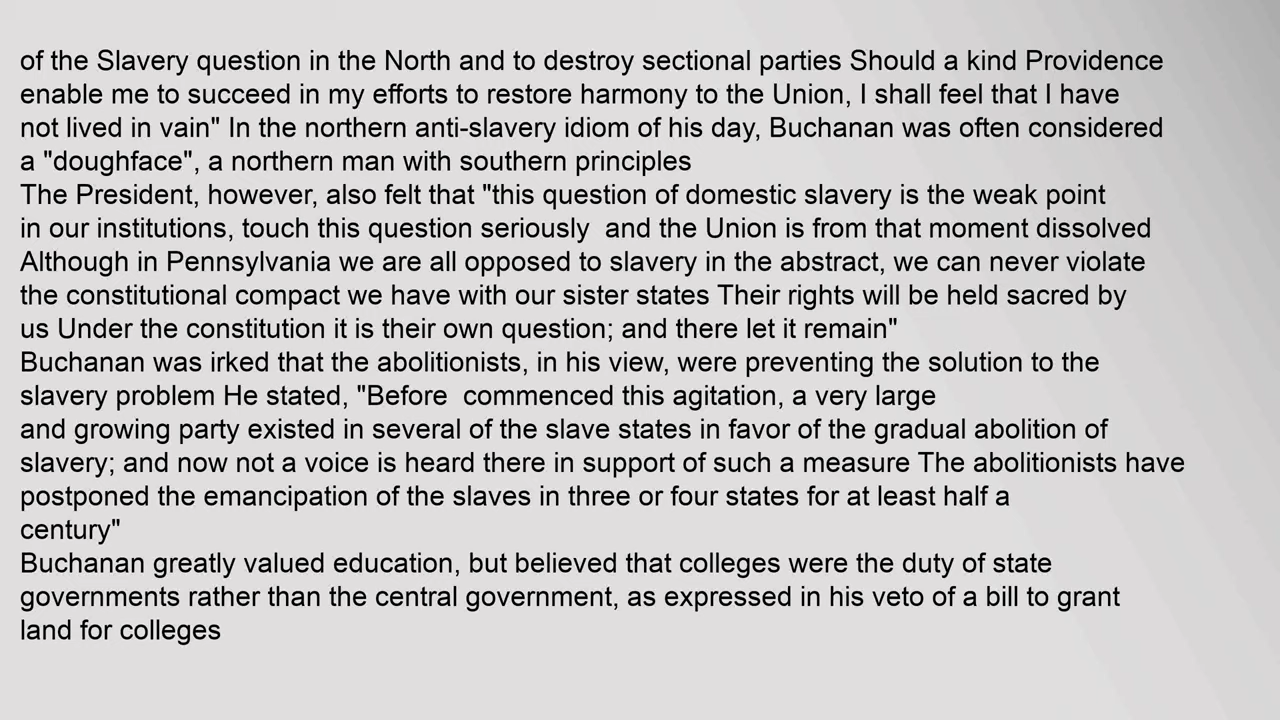 of the Slavery question in the North and to destroy sectional parties Should a kind Providence
enable me to succeed in my efforts to restore harmony to the Union, I shall feel that I have
not lived in vain" In the northern anti-slavery idiom of his day, Buchanan was often considered
a "doughface", a northern man with southern principles
The President, however, also felt that "this question of domestic slavery is the weak point
in our institutions, touch this question seriously  and the Union is from that moment dissolved
Although in Pennsylvania we are all opposed to slavery in the abstract, we can never violate
the constitutional compact we have with our sister states Their rights will be held sacred by
us Under the constitution it is their own question; and there let it remain"
Buchanan was irked that the abolitionists, in his view, were preventing the solution to the
slavery problem He stated, "Before  commenced this agitation, a very large
and growing party existed in several of the slave states in favor of the gradual abolition of
slavery; and now not a voice is heard there in support of such a measure The abolitionists have
postponed the emancipation of the slaves in three or four states for at least half a
century"
Buchanan greatly valued education, but believed that colleges were the duty of state
governments rather than the central government, as expressed in his veto of a bill to grant
land for colleges